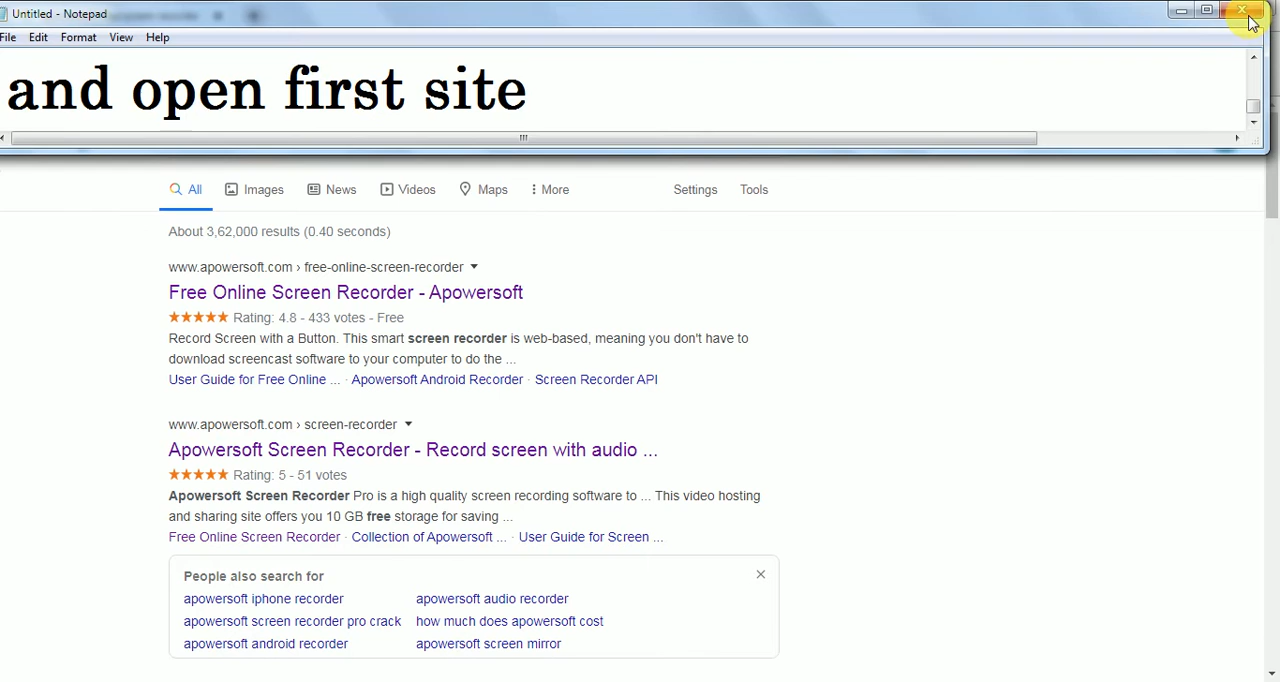 Untitled - Notepad
File Edit Format View Help
and open first site
All Images News Videos Maps More Settings Tools
About 3,62,000 results (0.40 seconds)
www.apowersoft.com › free-online-screen-recorder
Free Online Screen Recorder - Apowersoft
Rating: 4.8 - 433 votes - Free
Record Screen with a Button. This smart screen recorder is web-based, meaning you don't have to
download screencast software to your computer to do the ...
User Guide for Free Online ... · Apowersoft Android Recorder · Screen Recorder API
www.apowersoft.com › screen-recorder
Apowersoft Screen Recorder - Record screen with audio ...
Rating: 5 - 51 votes
Apowersoft Screen Recorder Pro is a high quality screen recording software to ... This video hosting
and sharing site offers you 10 GB free storage for saving ...
Free Online Screen Recorder · Collection of Apowersoft ... · User Guide for Screen ...
People also search for
apowersoft iphone recorder apowersoft audio recorder
apowersoft screen recorder pro crack how much does apowersoft cost
apowersoft android recorder apowersoft screen mirror